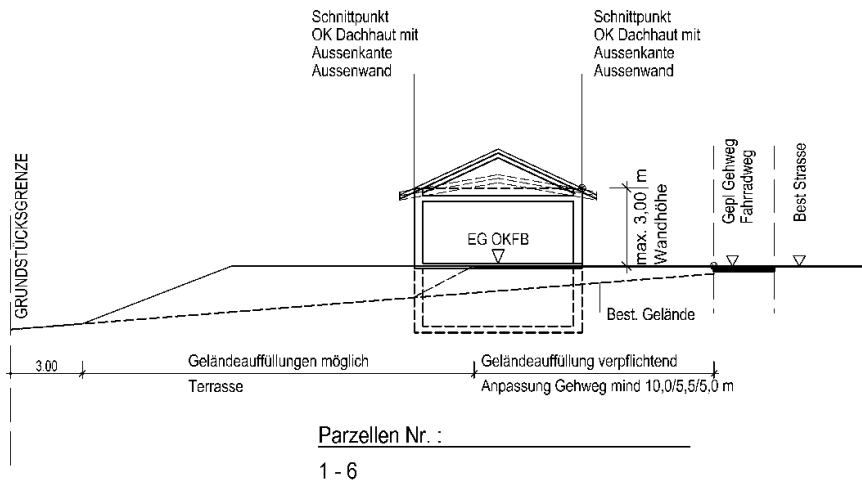 Schnittpunkt
OK Dachhaut mit
Aussenkante
Aussenwand
Schnittpunkt
OK Dachhaut mit
Aussenkante
Aussenwand
GRUNDSTÜCKSGRENZE
EG OKFB
max. 3,00 m
Wandhöhe
Gepl Gehweg
Fahrradweg
Best Strasse
Best. Gelände
3.00
Geländeauffüllungen möglich
Geländeauffüllung verpflichtend
Terrasse
Anpassung Gehweg mind 10,0/5,5/5,0 m
Parzellen Nr. :
1 - 6